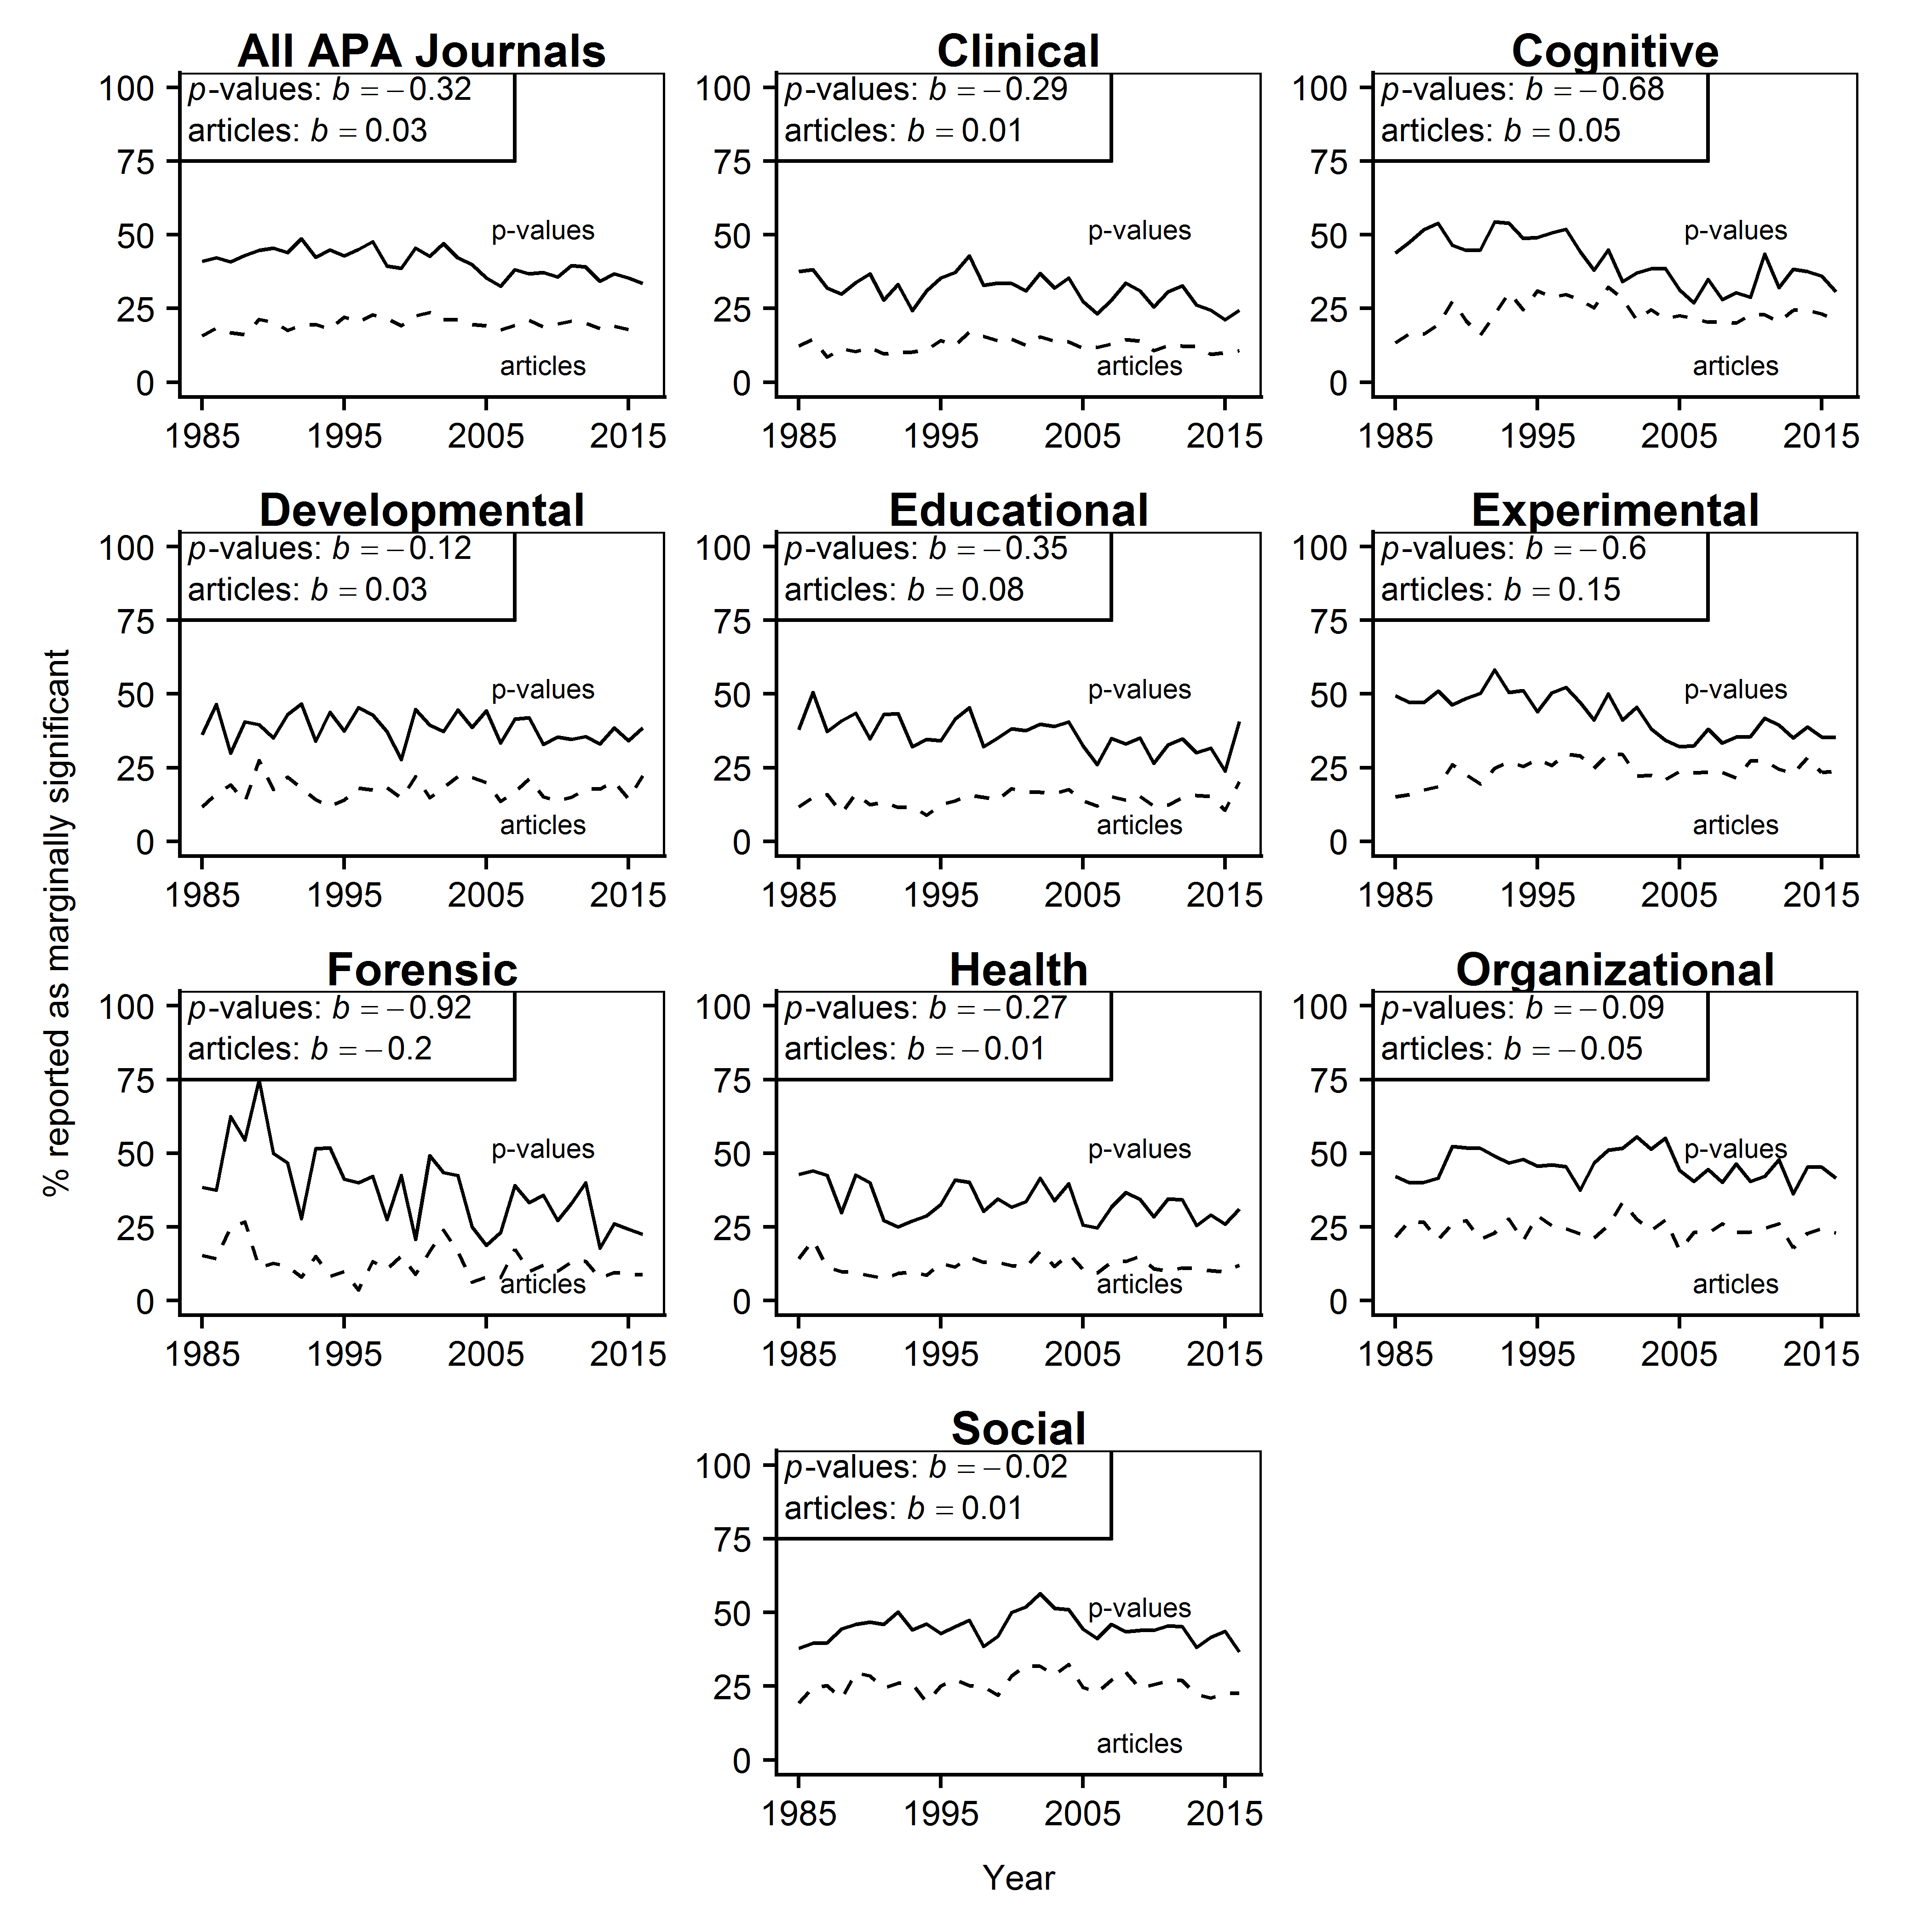 All APA Journals
p-values: b = −0.32
articles: b = 0.03
100
75
50
25
0
p-values
articles
1985 1995 2005 2015
Clinical
p-values: b = −0.29
articles: b = 0.01
100
75
50
25
0
p-values
articles
1985 1995 2005 2015
Cognitive
p-values: b = −0.68
articles: b = 0.05
100
75
50
25
0
p-values
articles
1985 1995 2005 2015
Developmental
p-values: b = −0.12
articles: b = 0.03
100
75
50
25
0
p-values
articles
1985 1995 2005 2015
Educational
p-values: b = −0.35
articles: b = 0.08
100
75
50
25
0
p-values
articles
1985 1995 2005 2015
Experimental
p-values: b = −0.6
articles: b = 0.15
100
75
50
25
0
p-values
articles
1985 1995 2005 2015
% reported as marginally significant
Forensic
p-values: b = −0.92
articles: b = −0.2
100
75
50
25
0
p-values
articles
1985 1995 2005 2015
Health
p-values: b = −0.27
articles: b = −0.01
100
75
50
25
0
p-values
articles
1985 1995 2005 2015
Organizational
p-values: b = −0.09
articles: b = −0.05
100
75
50
25
0
p-values
articles
1985 1995 2005 2015
Social
p-values: b = −0.02
articles: b = 0.01
100
75
50
25
0
p-values
articles
1985 1995 2005 2015
Year